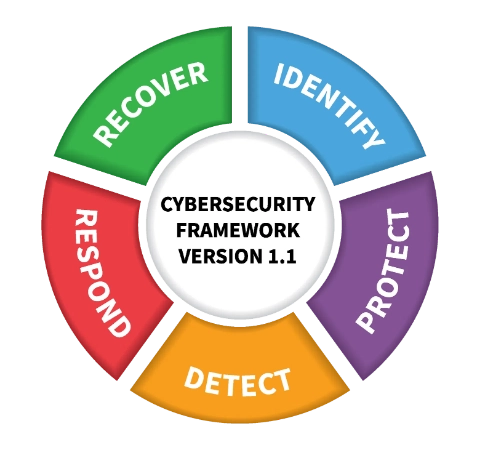 IDENTIFY
PROTECT
DETECT
RESPOND
RECOVER
CYBERSECURITY
FRAMEWORK
VERSION 1.1